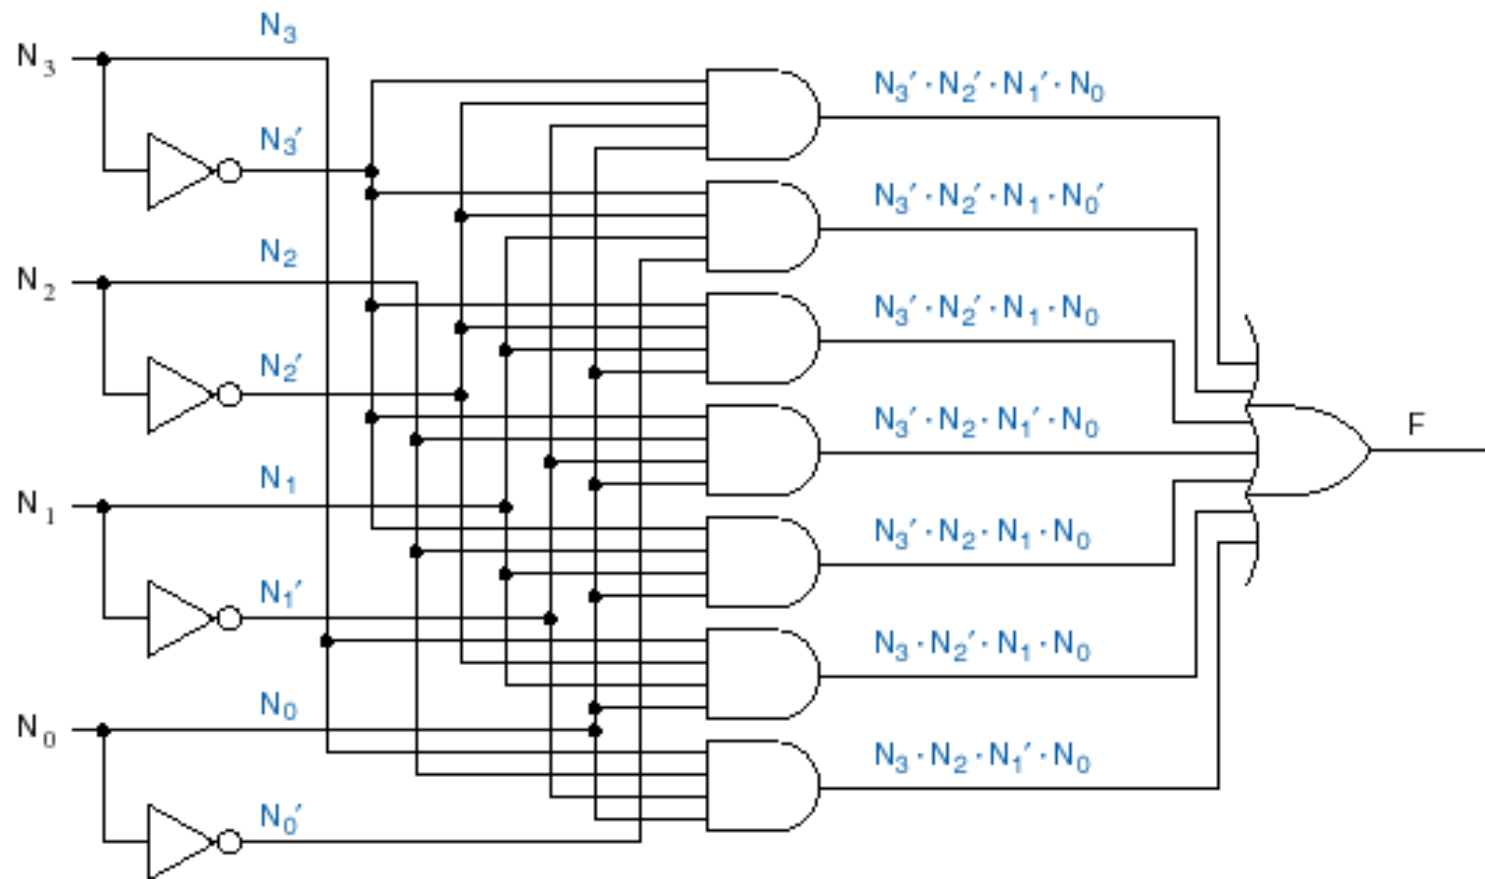 N₃
N₃
N₃′
N₃′ · N₂′ · N₁′ · N₀
N₃′ · N₂′ · N₁ · N₀′
N₂
N₂
N₃′ · N₂′ · N₁ · N₀
N₂′
N₃′ · N₂ · N₁′ · N₀
F
N₁
N₁
N₃′ · N₂ · N₁ · N₀
N₁′
N₃ · N₂′ · N₁ · N₀
N₀
N₀
N₃ · N₂ · N₁′ · N₀
N₀′